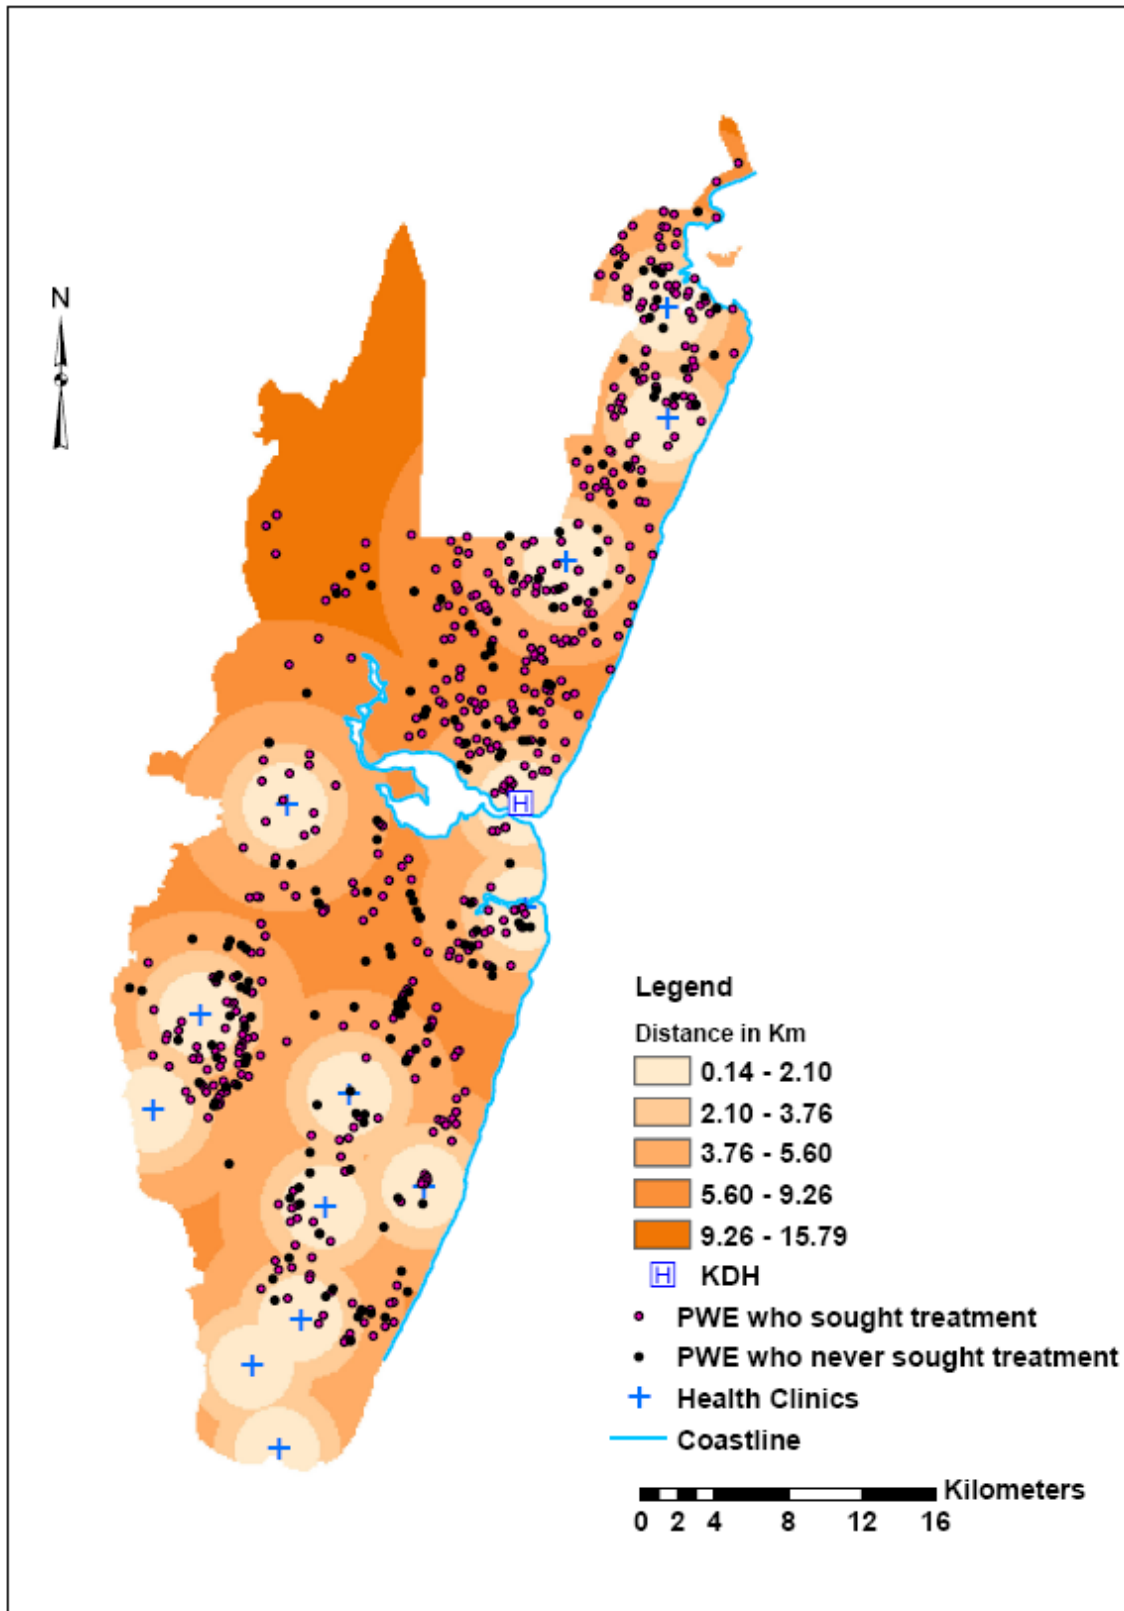 N
H
Legend
Distance in Km
0.14 - 2.10
2.10 - 3.76
3.76 - 5.60
5.60 - 9.26
9.26 - 15.79
H KDH
PWE who sought treatment
PWE who never sought treatment
Health Clinics
Coastline
Kilometers
0 2 4 8 12 16